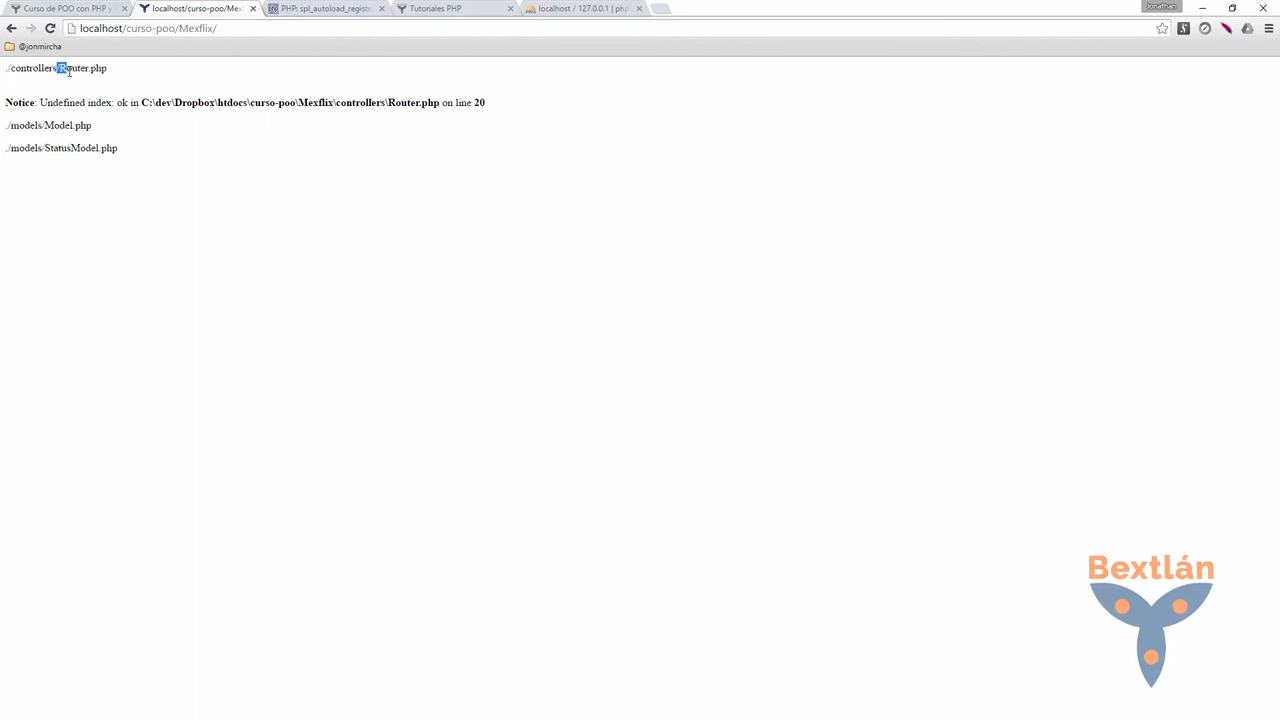 Curso de POO con PHP y
localhost/curso-poo/Mexf
PHP: spl_autoload_registe
Tutoriales PHP
localhost / 127.0.0.1 | php
Jonathan
localhost/curso-poo/Mexflix/
@jonmircha
./controllers/Router.php
Notice: Undefined index: ok in C:\dev\Dropbox\htdocs\curso-poo\Mexflix\controllers\Router.php on line 20
./models/Model.php
./models/StatusModel.php
Bextlán